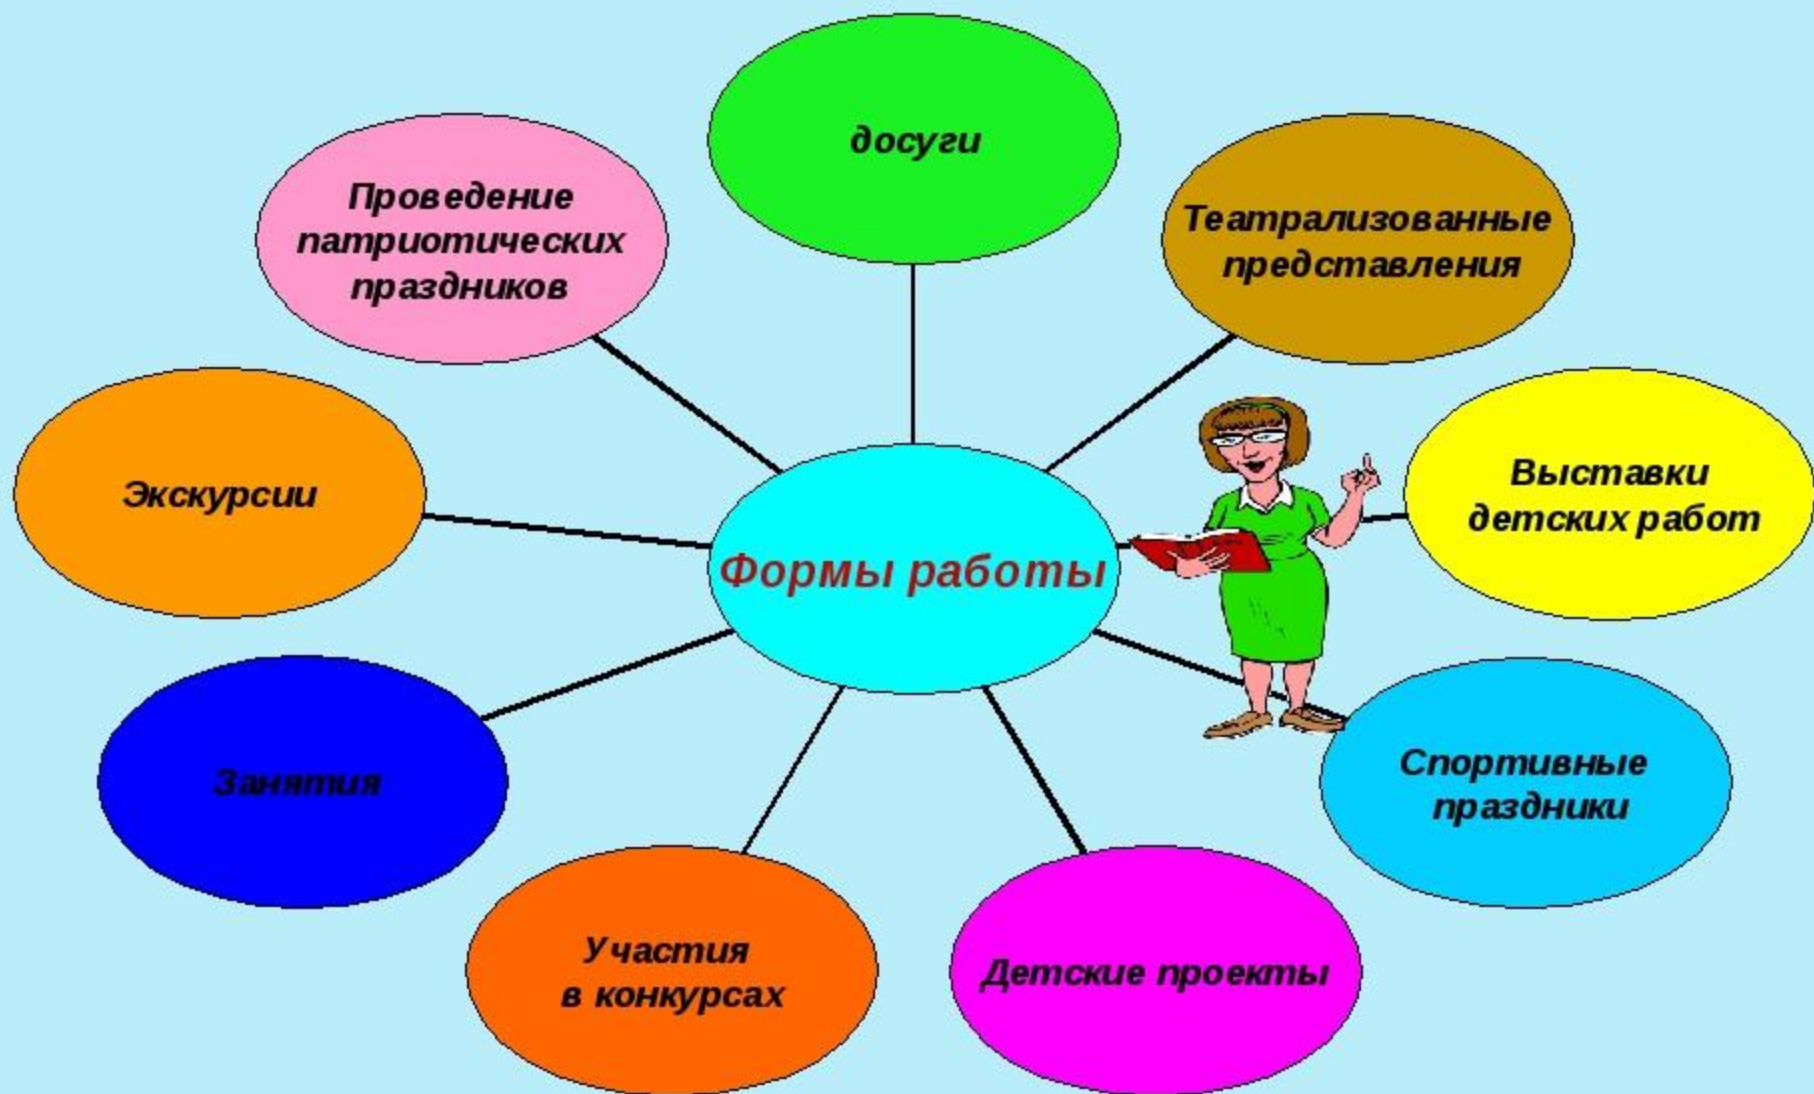 досуги
Проведение
патриотических
праздников
Театрализованные
представления
Экскурсии
Выставки
детских работ
Формы работы
Занятия
Спортивные
праздники
Участия
в конкурсах
Детские проекты